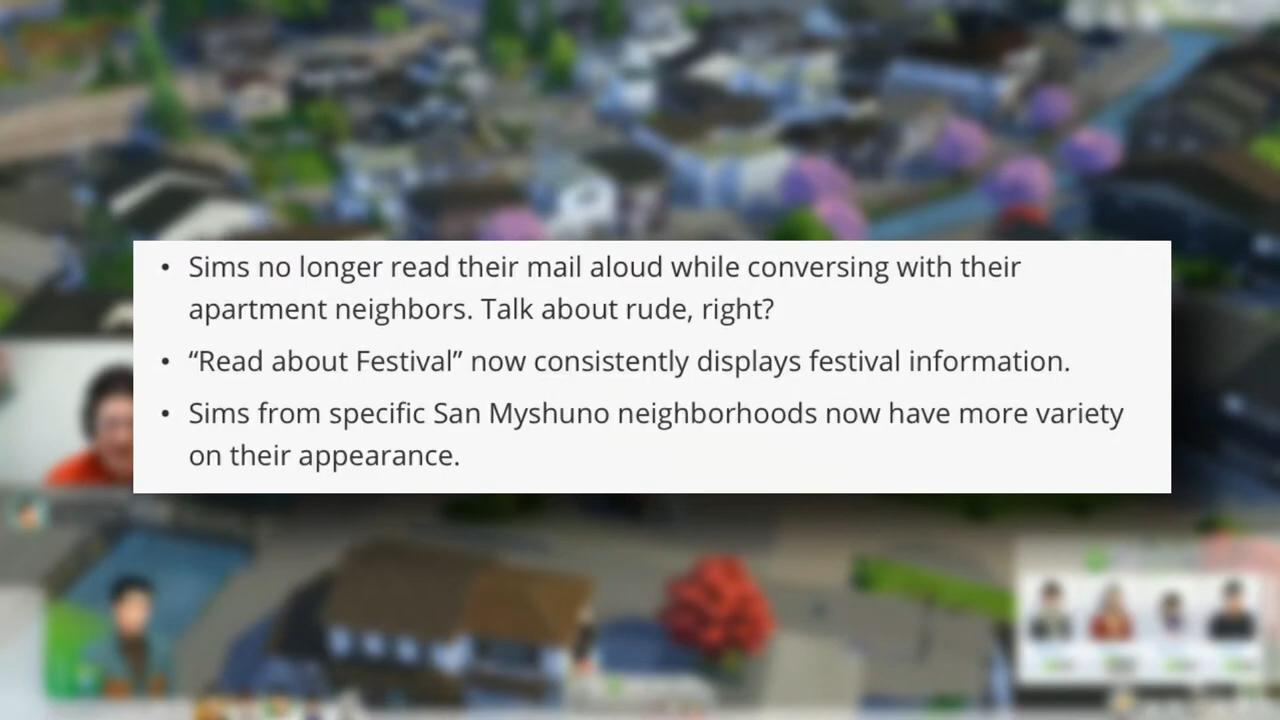 • Sims no longer read their mail aloud while conversing with their
apartment neighbors. Talk about rude, right?
• “Read about Festival” now consistently displays festival information.
• Sims from specific San Myshuno neighborhoods now have more variety
on their appearance.